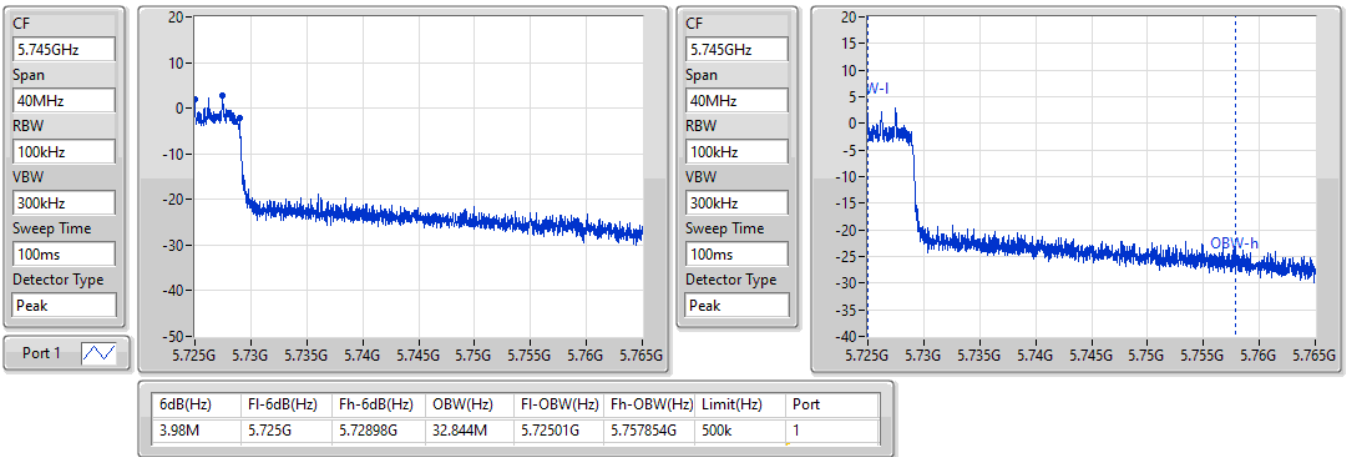 CF
5.745GHz
Span
40MHz
RBW
100kHz
VBW
300kHz
Sweep Time
100ms
Detector Type
Peak
Port 1
20
10
0
-10
-20
-30
-40
-50
5.725G 5.73G 5.735G 5.74G 5.745G 5.75G 5.755G 5.76G 5.765G
CF
5.745GHz
Span
40MHz
RBW
100kHz
VBW
300kHz
Sweep Time
100ms
Detector Type
Peak
20
15
10
5
0
-5
-10
-15
-20
-25
-30
-35
-40
W-l
OBW-h
5.725G 5.73G 5.735G 5.74G 5.745G 5.75G 5.755G 5.76G 5.765G
6dB(Hz) Fl-6dB(Hz) Fh-6dB(Hz) OBW(Hz) Fl-OBW(Hz) Fh-OBW(Hz) Limit(Hz) Port
3.98M 5.725G 5.72898G 32.844M 5.72501G 5.757854G 500k 1